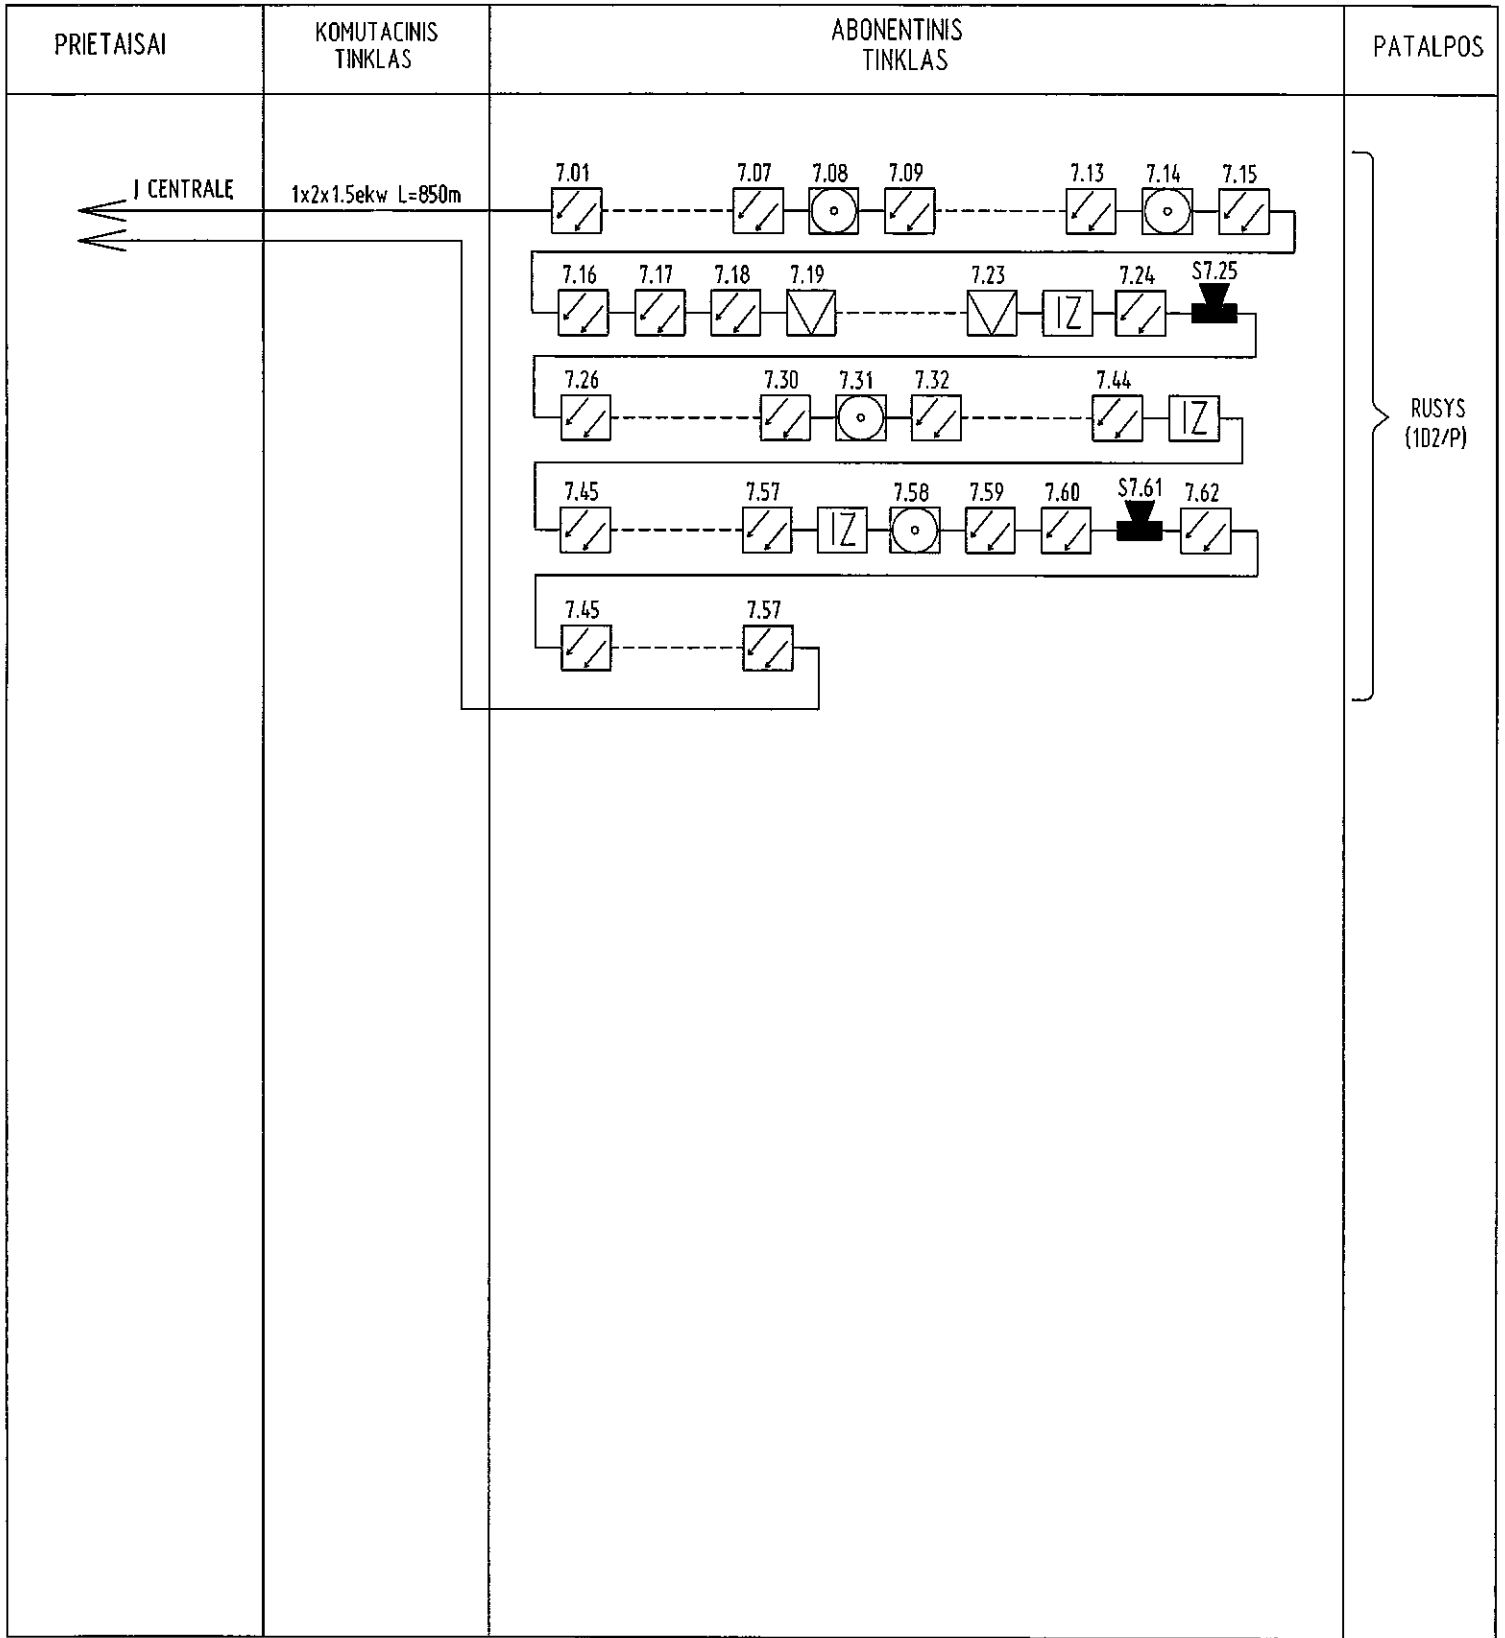 PRIETAISAI
KOMUTACINIS
TINKLAS
ABONENTINIS
TINKLAS
PATALPOS
Į CENTRALĘ
1x2x1.5ekw L=850m
7.01 7.07 7.08 7.09 7.13 7.14 7.15
7.16 7.17 7.18 7.19 7.23 7.24 S7.25
IZ
7.26 7.30 7.31 7.32 7.44
IZ
RUSYS
(1D2/P)
7.45 7.57 7.58 7.59 7.60 S7.61 7.62
IZ
7.45 7.57